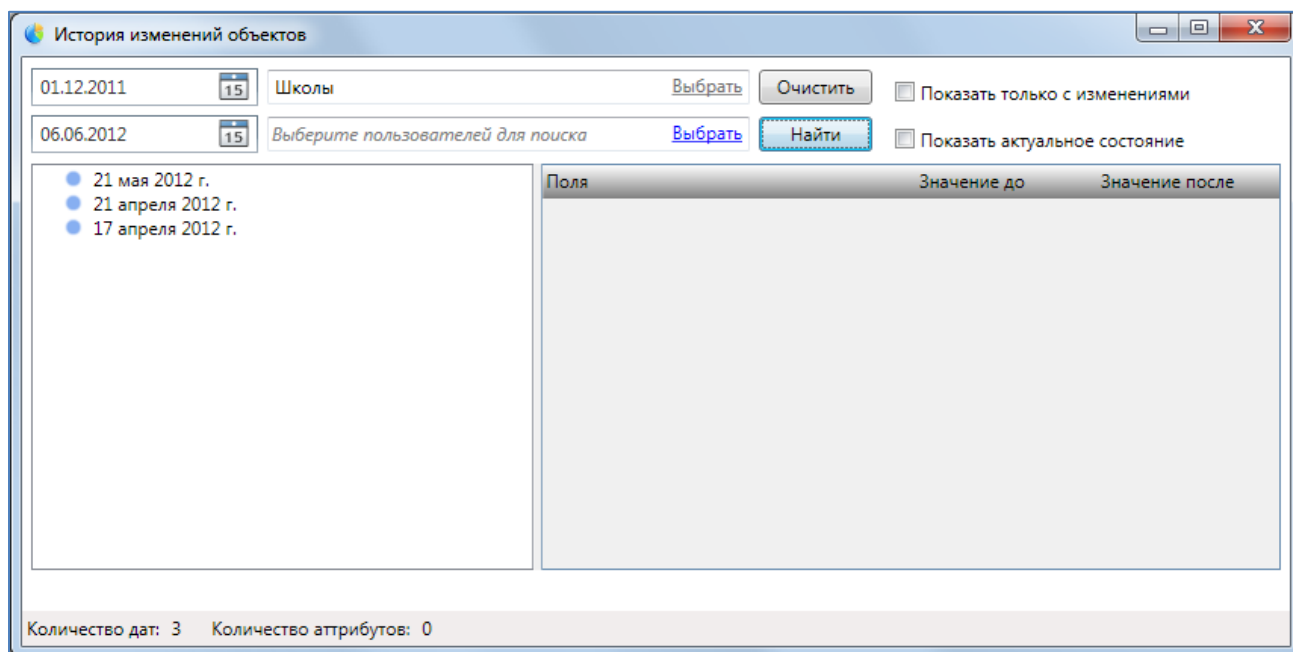 История изменений объектов
01.12.2011 15 Школы Выбрать Очистить Показать только с изменениями
06.06.2012 15 Выберите пользователей для поиска Выбрать Найти Показать актуальное состояние
21 мая 2012 г.
21 апреля 2012 г.
17 апреля 2012 г.
Поля Значение до Значение после
Количество дат: 3 Количество аттрибутов: 0